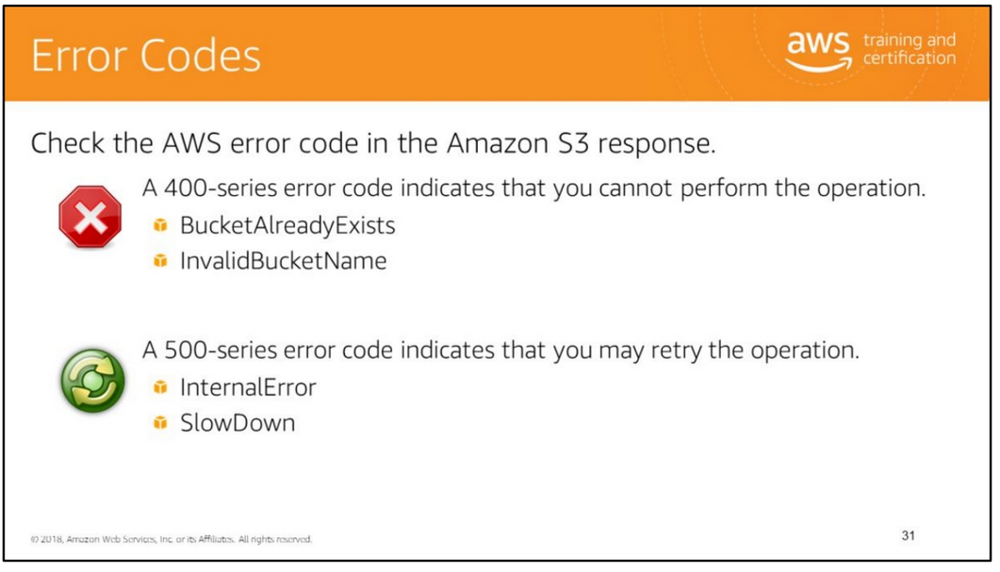 Error Codes
aws training and
certification
Check the AWS error code in the Amazon S3 response.
A 400-series error code indicates that you cannot perform the operation.
BucketAlreadyExists
InvalidBucketName
A 500-series error code indicates that you may retry the operation.
InternalError
SlowDown
© 2018, Amazon Web Services, Inc. or its Affiliates. All rights reserved.
31